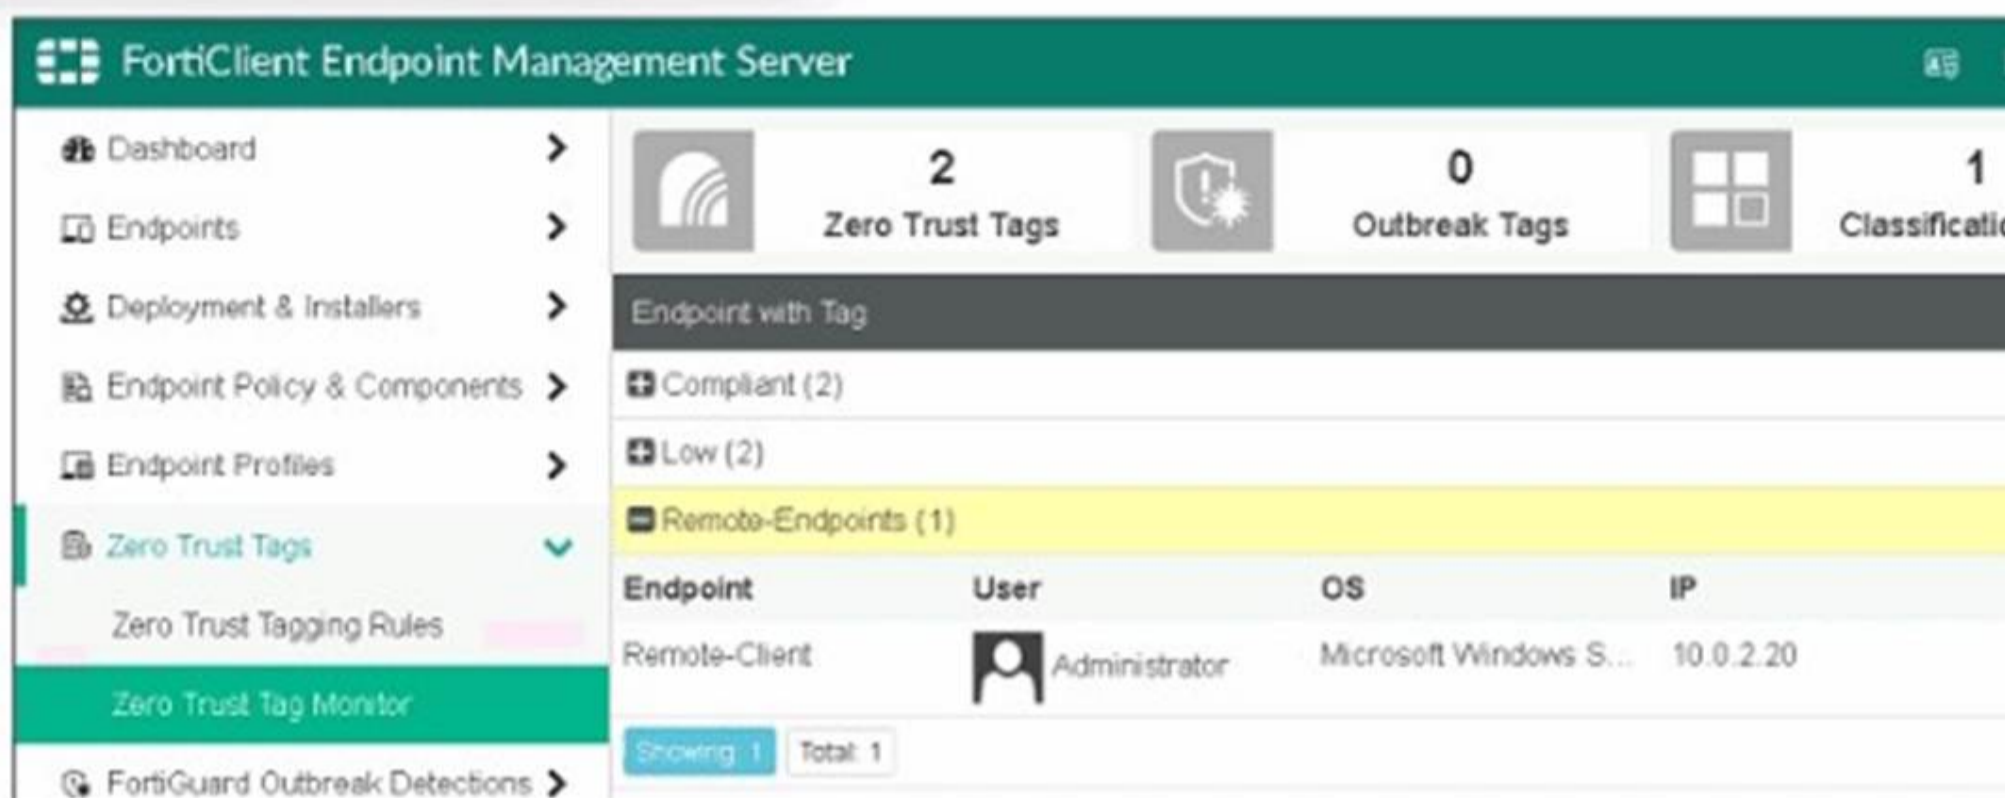 FortiClient Endpoint Management Server
Dashboard
Endpoints
Deployment & Installers
Endpoint Policy & Components
Endpoint Profiles
Zero Trust Tags
Zero Trust Tagging Rules
Zero Trust Tag Monitor
FortiGuard Outbreak Detections
2
Zero Trust Tags
0
Outbreak Tags
1
Endpoint with Tag
Compliant (2)
Low (2)
Remote-Endpoints (1)
Endpoint User OS IP
Remote-Client Administrator Microsoft Windows S... 10.0.2.20
Showing: 1 Total: 1